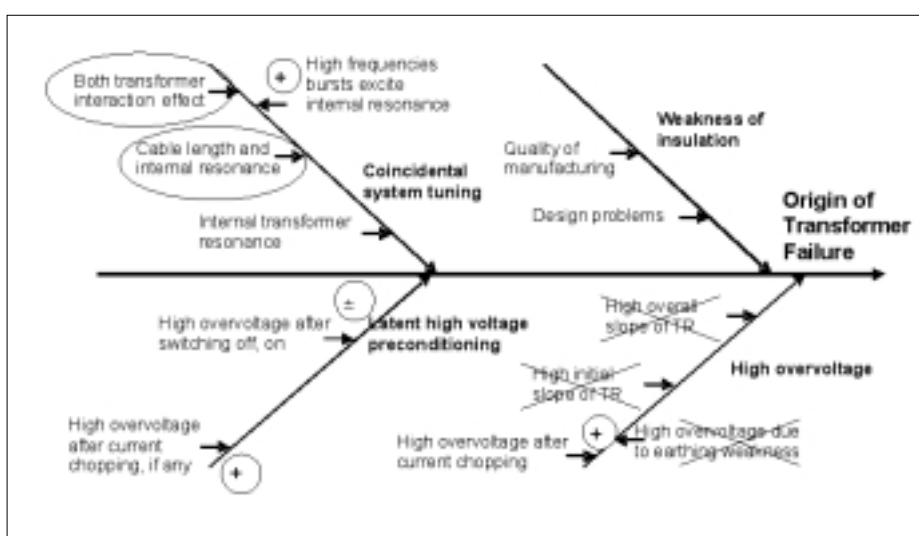 Both transformer
interaction effect
+
High frequencies
bursts excite
internal resonance
Cable length and
internal resonance
Coincidental
system tuning
Internal transformer
resonance
Weakness of
insulation
Quality of
manufacturing
Design problems
Origin of
Transformer
Failure
±
High overvoltage after
switching off, on
Latent high voltage
preconditioning
High overvoltage
after current
chopping, if any
+
High overall
slope of TR
High initial
slope of TR
High overvoltage
+
High overvoltage due
to earthing weakness
High overvoltage after
current chopping